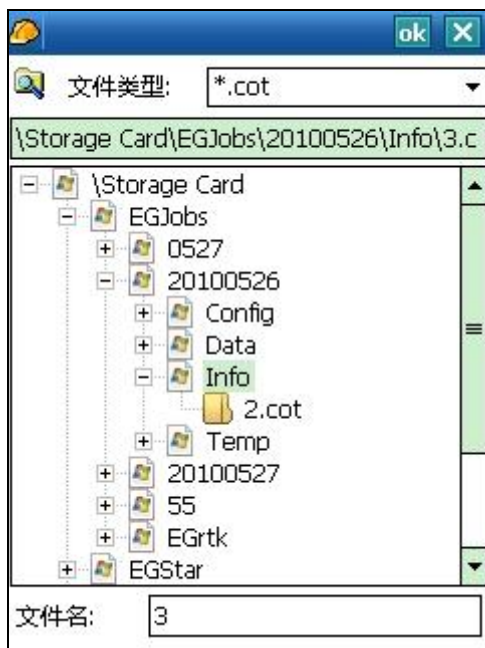 ok
文件类型: *.cot
\Storage Card\EGJobs\20100526\Info\3.c
\Storage Card
EGJobs
0527
20100526
Config
Data
Info
2.cot
Temp
20100527
55
EGrtk
EGStar
文件名: 3